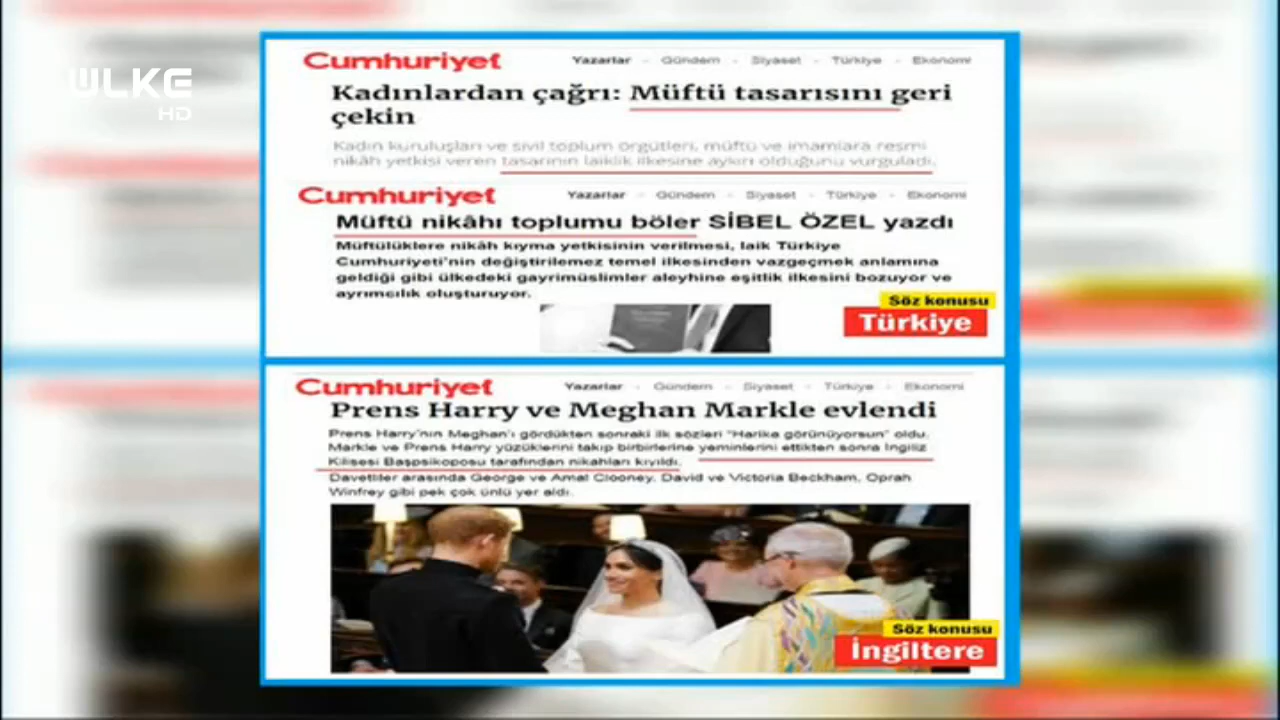 ÜLKE
HD
Cumhuriyet
Yazarlar - Gündem - Siyaset - Türkiye - Ekonomi
Kadınlardan çağrı: Müftü tasarısını geri
çekin
Kadın kuruluşları ve sivil toplum örgütleri, müftü ve imamlara resmi
nikâh yetkisi veren tasarının laiklik ilkesine aykırı olduğunu vurguladı.
Cumhuriyet
Yazarlar - Gündem - Siyaset - Türkiye - Ekonomi
Müftü nikâhı toplumu böler SİBEL ÖZEL yazdı
Müftülüklere nikâh kıyma yetkisinin verilmesi, laik Türkiye
Cumhuriyeti'nin değiştirilemez temel ilkesinden vazgeçmek anlamına
geldiği gibi ülkedeki gayrimüslimler aleyhine eşitlik ilkesini bozuyor ve
ayrımcılık oluşturuyor.
Söz konusu
Türkiye
Cumhuriyet
Yazarlar - Gündem - Siyaset - Türkiye - Ekonomi
Prens Harry ve Meghan Markle evlendi
Prens Harry'nin Meghan'ı gördükten sonraki ilk sözleri "Harika görünüyorsun" oldu.
Markle ve Prens Harry yüzüklerini takıp birbirlerine yeminlerini ettikten sonra İngiliz
Kilisesi Başpsikoposu tarafından nikahları kıyıldı.
Davetliler arasında George ve Amal Clooney, David ve Victoria Beckham, Oprah
Winfrey gibi pek çok ünlü yer aldı.
Söz konusu
İngiltere